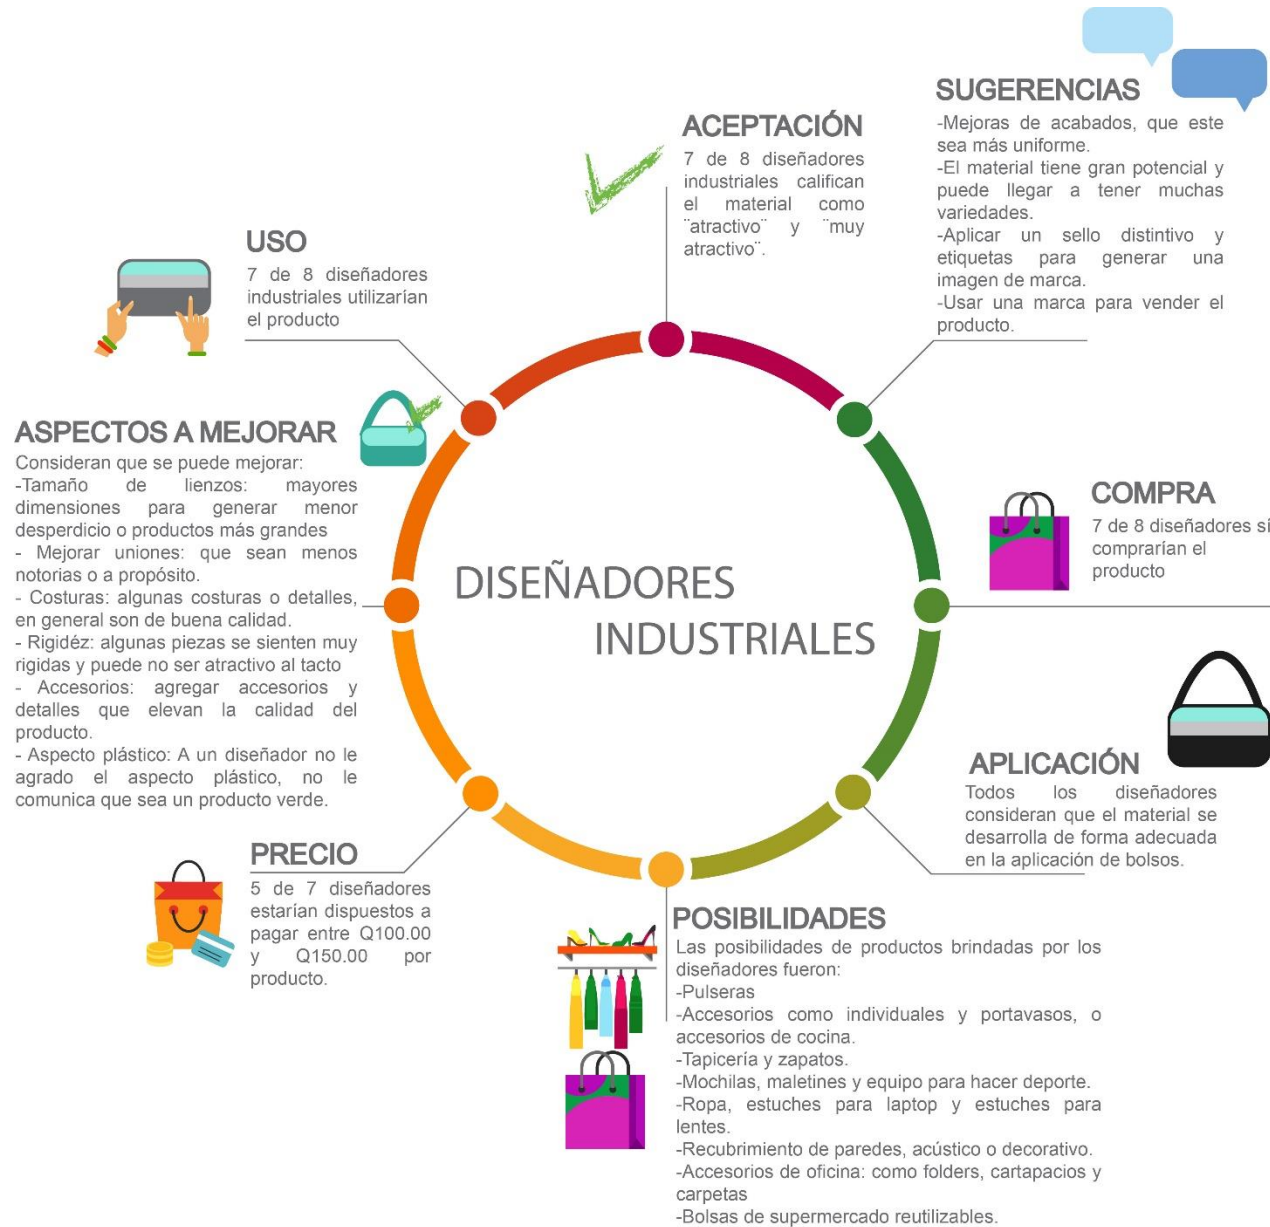 SUGERENCIAS
-Mejoras de acabados, que este
sea más uniforme.
-El material tiene gran potencial y
puede llegar a tener muchas
variedades.
-Aplicar un sello distintivo y
etiquetas para generar una
imagen de marca.
-Usar una marca para vender el
producto.
ACEPTACIÓN
7 de 8 diseñadores
industriales califican
el material como
¨atractivo¨ y ¨muy
atractivo¨.
USO
7 de 8 diseñadores
industriales utilizarían
el producto
ASPECTOS A MEJORAR
Consideran que se puede mejorar:
-Tamaño de lienzos: mayores
dimensiones para generar menor
desperdicio o productos más grandes
- Mejorar uniones: que sean menos
notorias o a propósito.
- Costuras: algunas costuras o detalles,
en general son de buena calidad.
- Rigidéz: algunas piezas se sienten muy
rigidas y puede no ser atractivo al tacto
- Accesorios: agregar accesorios y
detalles que elevan la calidad del
producto.
- Aspecto plástico: A un diseñador no le
agrado el aspecto plástico, no le
comunica que sea un producto verde.
DISEÑADORES
INDUSTRIALES
COMPRA
7 de 8 diseñadores sí
comprarían el
producto
APLICACIÓN
Todos los diseñadores
consideran que el material se
desarrolla de forma adecuada
en la aplicación de bolsos.
PRECIO
5 de 7 diseñadores
estarían dispuestos a
pagar entre Q100.00
y Q150.00 por
producto.
POSIBILIDADES
Las posibilidades de productos brindadas por los
diseñadores fueron:
-Pulseras
-Accesorios como individuales y portavasos, o
accesorios de cocina.
-Tapicería y zapatos.
-Mochilas, maletines y equipo para hacer deporte.
-Ropa, estuches para laptop y estuches para
lentes.
-Recubrimiento de paredes, acústico o decorativo.
-Accesorios de oficina: como folders, cartapacios y
carpetas
-Bolsas de supermercado reutilizables.